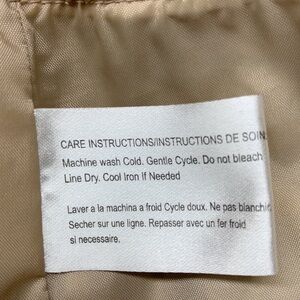 CARE INSTRUCTIONS/INSTRUCTIONS DE SOIN
Machine wash Cold. Gentle Cycle. Do not bleach
Line Dry. Cool Iron If Needed
Laver a la machina a froid Cycle doux. Ne pas blanchir
Secher sur une ligne. Repasser avec un fer froid
si necessaire.